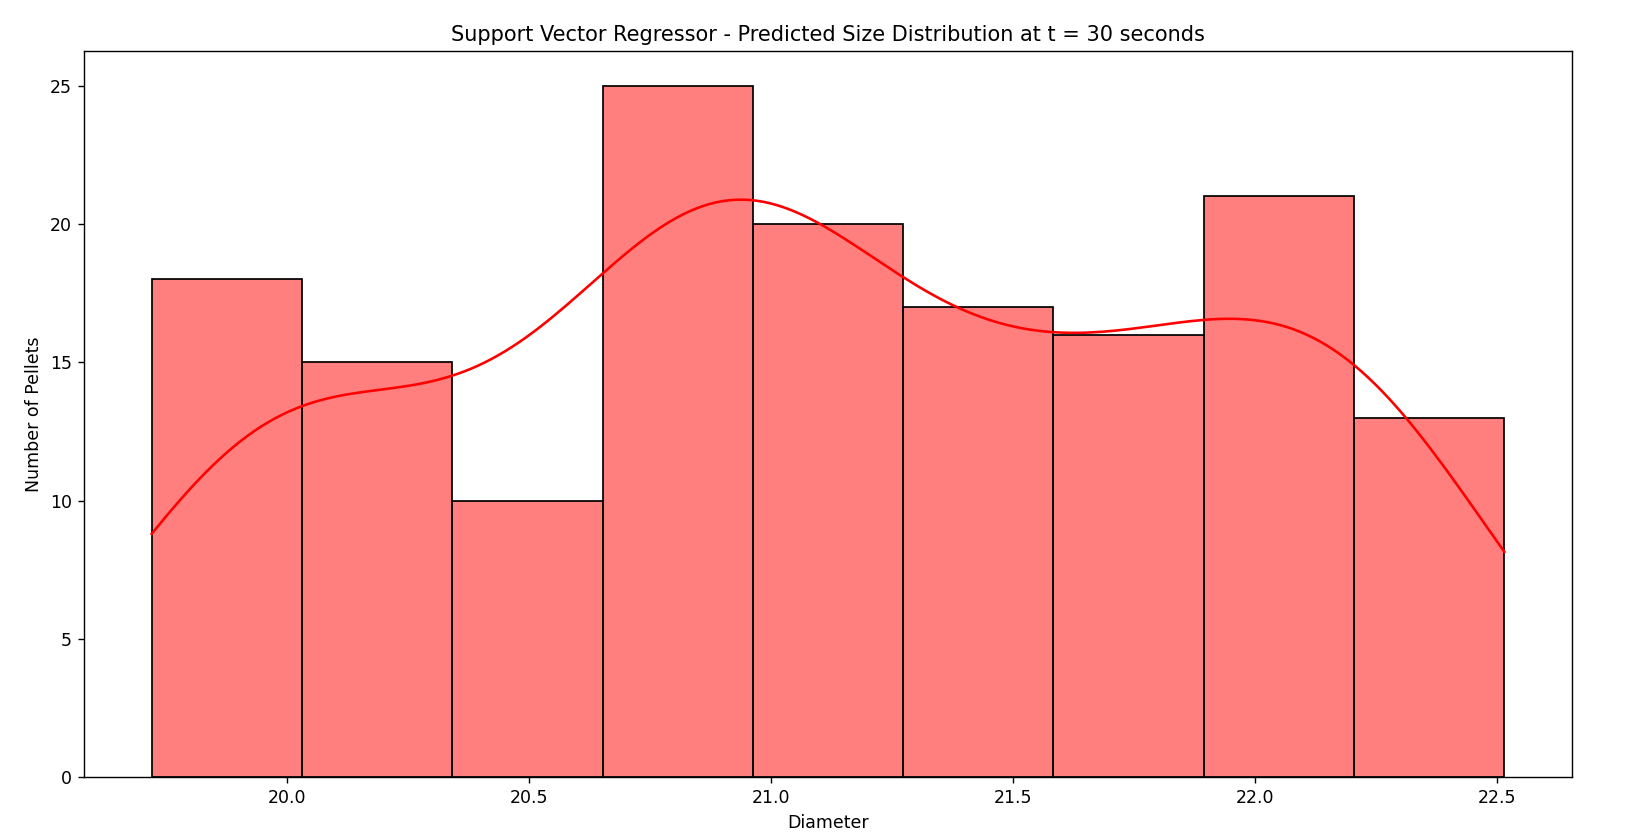 Support Vector Regressor - Predicted Size Distribution at t = 30 seconds
Number of Pellets
25
20
15
10
5
0
20.0 20.5 21.0 21.5 22.0 22.5
Diameter